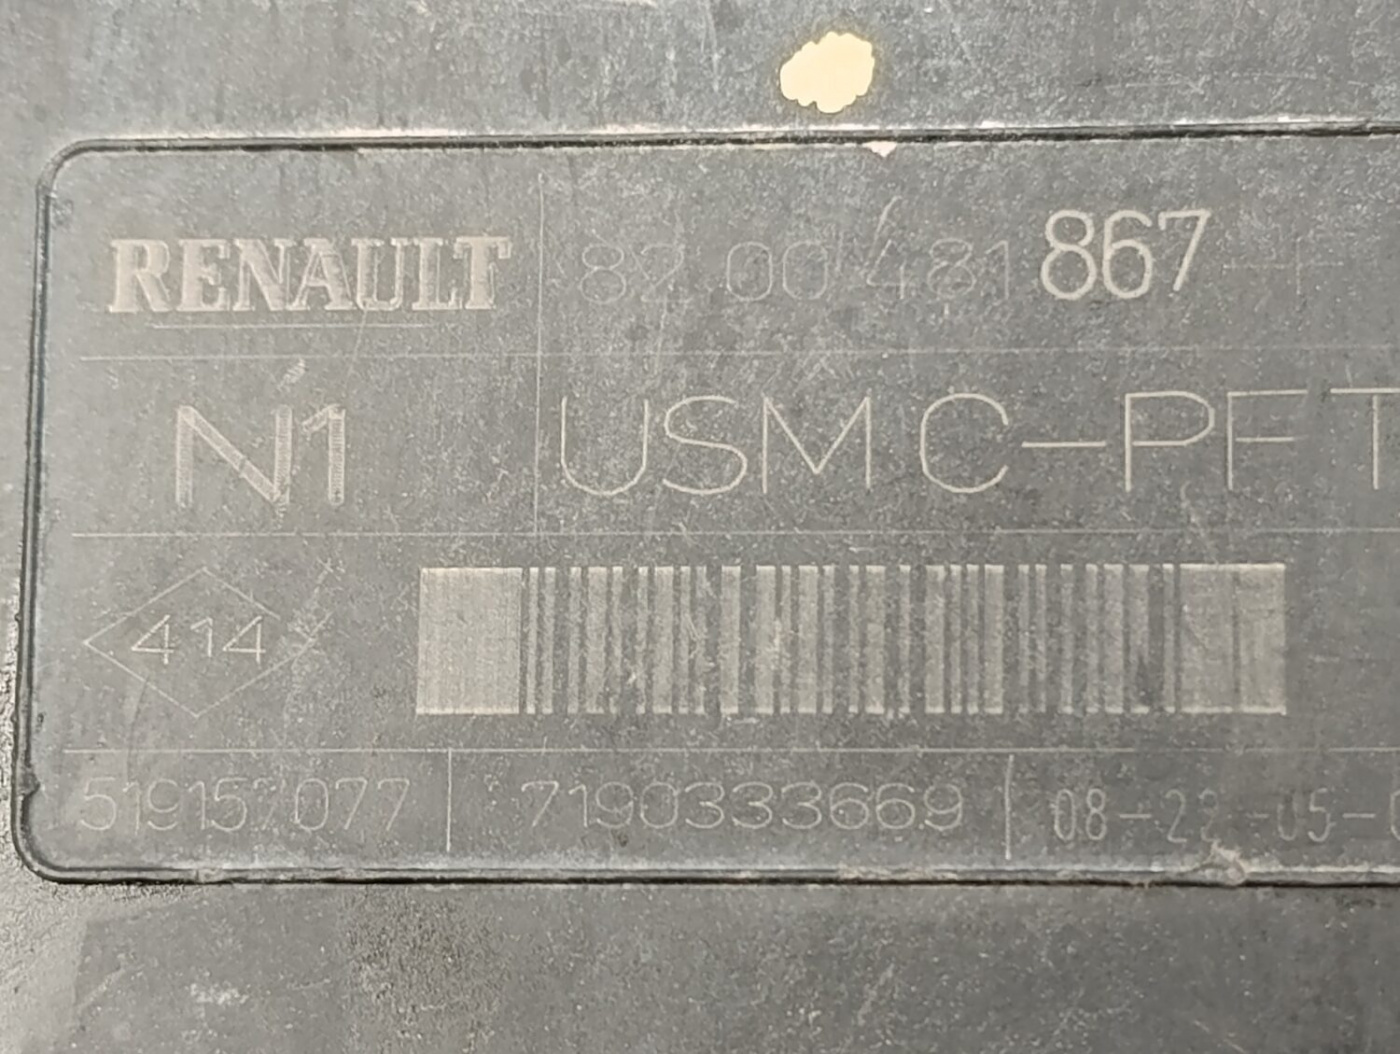 RENAULT 82 00 481 867
N1 USM C-PFT
414
519157077 7190333669 08-22-05-